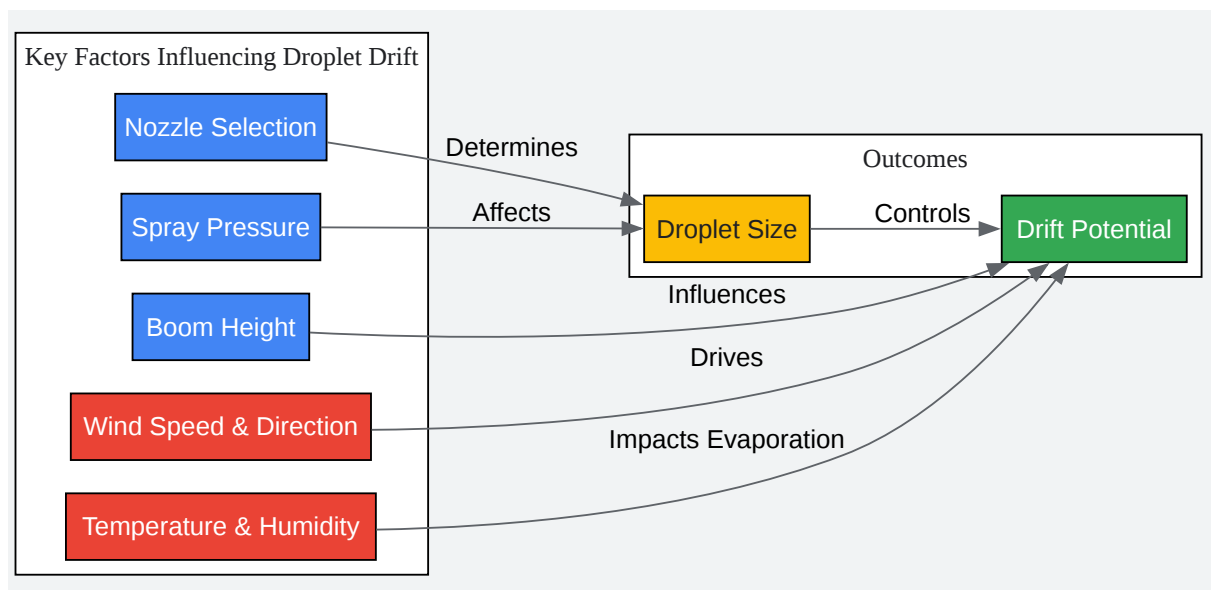 Key Factors Influencing Droplet Drift
Nozzle Selection
Spray Pressure
Boom Height
Wind Speed & Direction
Temperature & Humidity
Determines
Affects
Influences
Drives
Impacts Evaporation
Outcomes
Droplet Size
Controls
Drift Potential